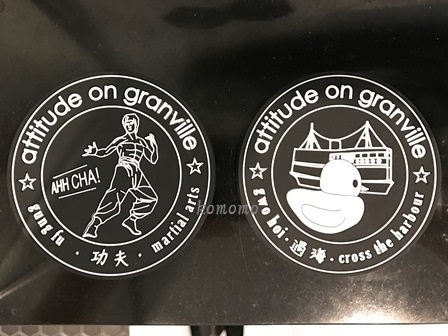 attitude on granville
AHH CHA!
gung fu · 功夫 · martial arts
attitude on granville
gwo hoi · 過海 · cross the harbour
komomo